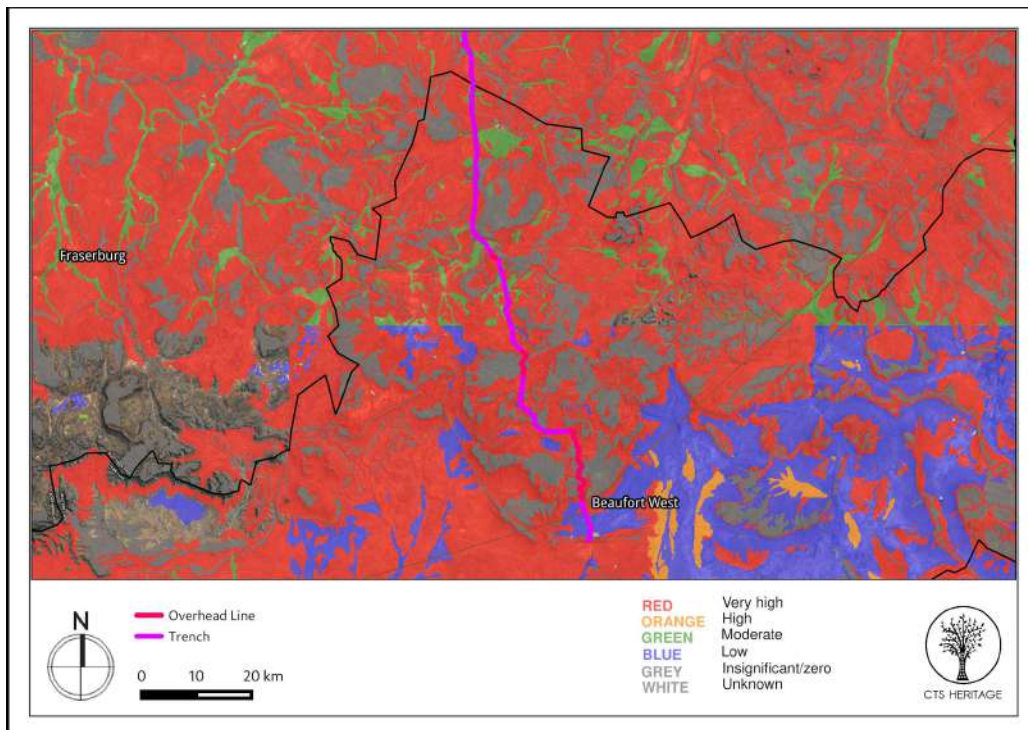 Fraserburg
Beaufort West
N
Overhead Line
Trench
0 10 20 km
RED Very high
ORANGE High
GREEN Moderate
BLUE Low
GREY Insignificant/zero
WHITE Unknown
CTS HERITAGE